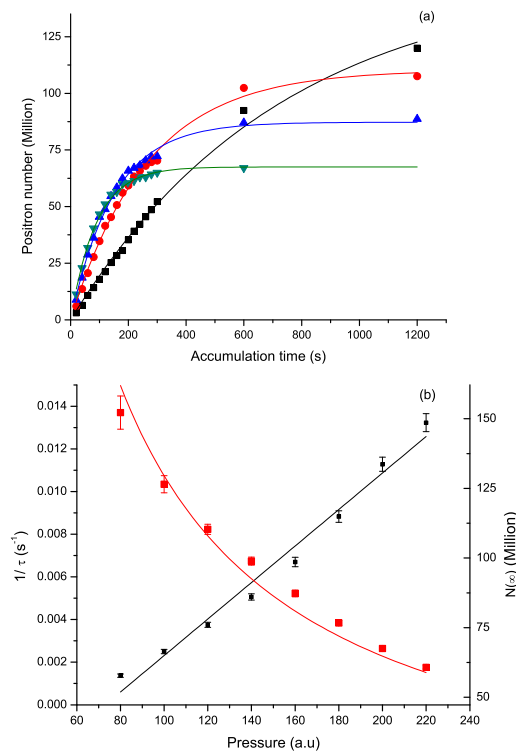 (a)
125
100
75
50
25
0
Positron number (Million)
0 200 400 600 800 1000 1200
Accumulation time (s)
(b)
0.014
0.012
0.010
0.008
0.006
0.004
0.002
0.000
1/ τ (s⁻¹)
150
125
100
75
50
N(∞) (Million)
60 80 100 120 140 160 180 200 220 240
Pressure (a.u)